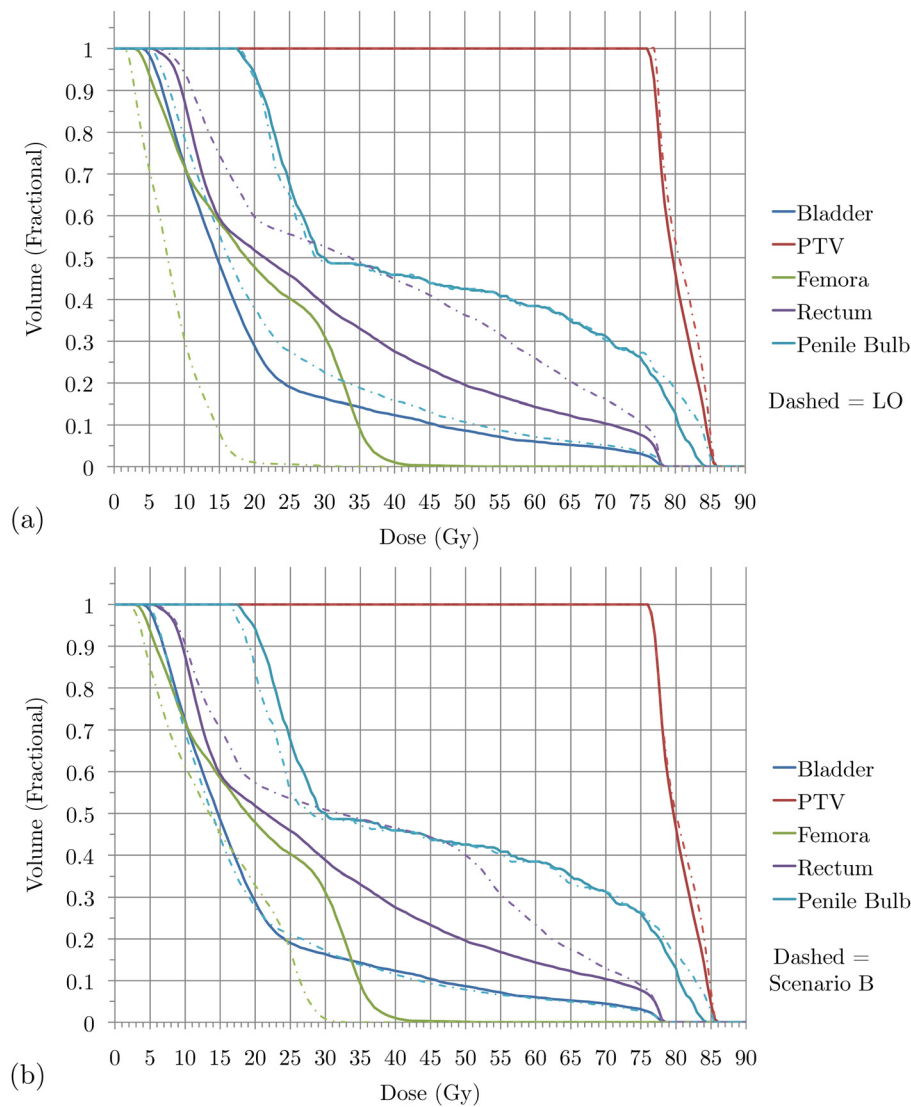 1
0.9
0.8
0.7
0.6
0.5
0.4
0.3
0.2
0.1
0
Volume (Fractional)
0 5 10 15 20 25 30 35 40 45 50 55 60 65 70 75 80 85 90
Dose (Gy)
(a)
Bladder
PTV
Femora
Rectum
Penile Bulb
Dashed = LO
1
0.9
0.8
0.7
0.6
0.5
0.4
0.3
0.2
0.1
0
Volume (Fractional)
0 5 10 15 20 25 30 35 40 45 50 55 60 65 70 75 80 85 90
Dose (Gy)
(b)
Bladder
PTV
Femora
Rectum
Penile Bulb
Dashed =
Scenario B